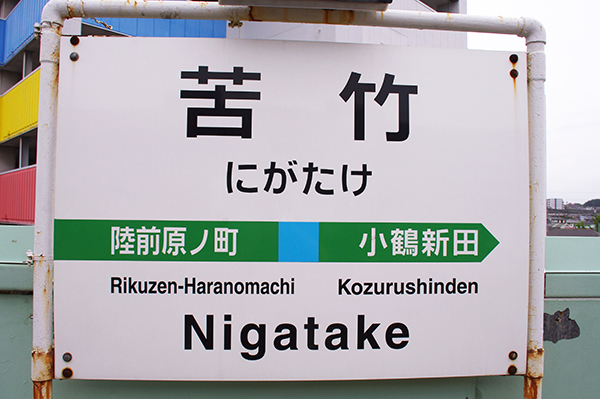 苦竹
にがたけ
陸前原ノ町 小鶴新田
Rikuzen-Haranomachi Kozurushinden
Nigatake